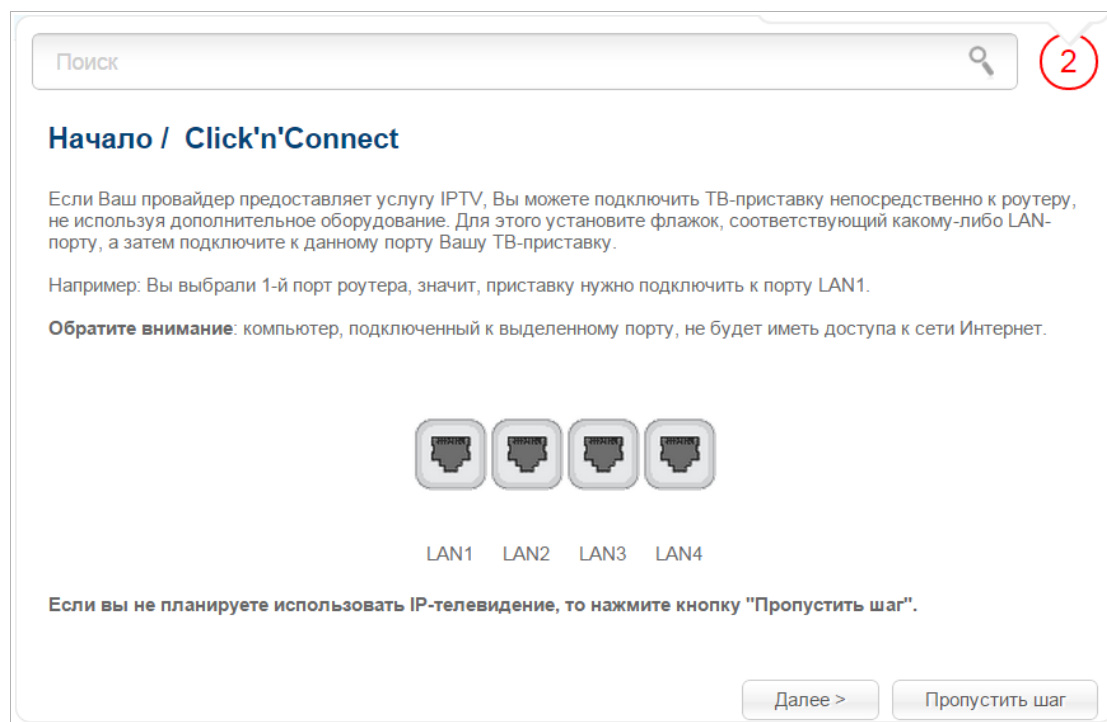 Поиск
2
Начало / Click'n'Connect
Если Ваш провайдер предоставляет услугу IPTV, Вы можете подключить ТВ-приставку непосредственно к роутеру,
не используя дополнительное оборудование. Для этого установите флажок, соответствующий какому-либо LAN-
порту, а затем подключите к данному порту Вашу ТВ-приставку.
Например: Вы выбрали 1-й порт роутера, значит, приставку нужно подключить к порту LAN1.
Обратите внимание: компьютер, подключенный к выделенному порту, не будет иметь доступа к сети Интернет.
LAN1 LAN2 LAN3 LAN4
Если вы не планируете использовать IP-телевидение, то нажмите кнопку "Пропустить шаг".
Далее > Пропустить шаг